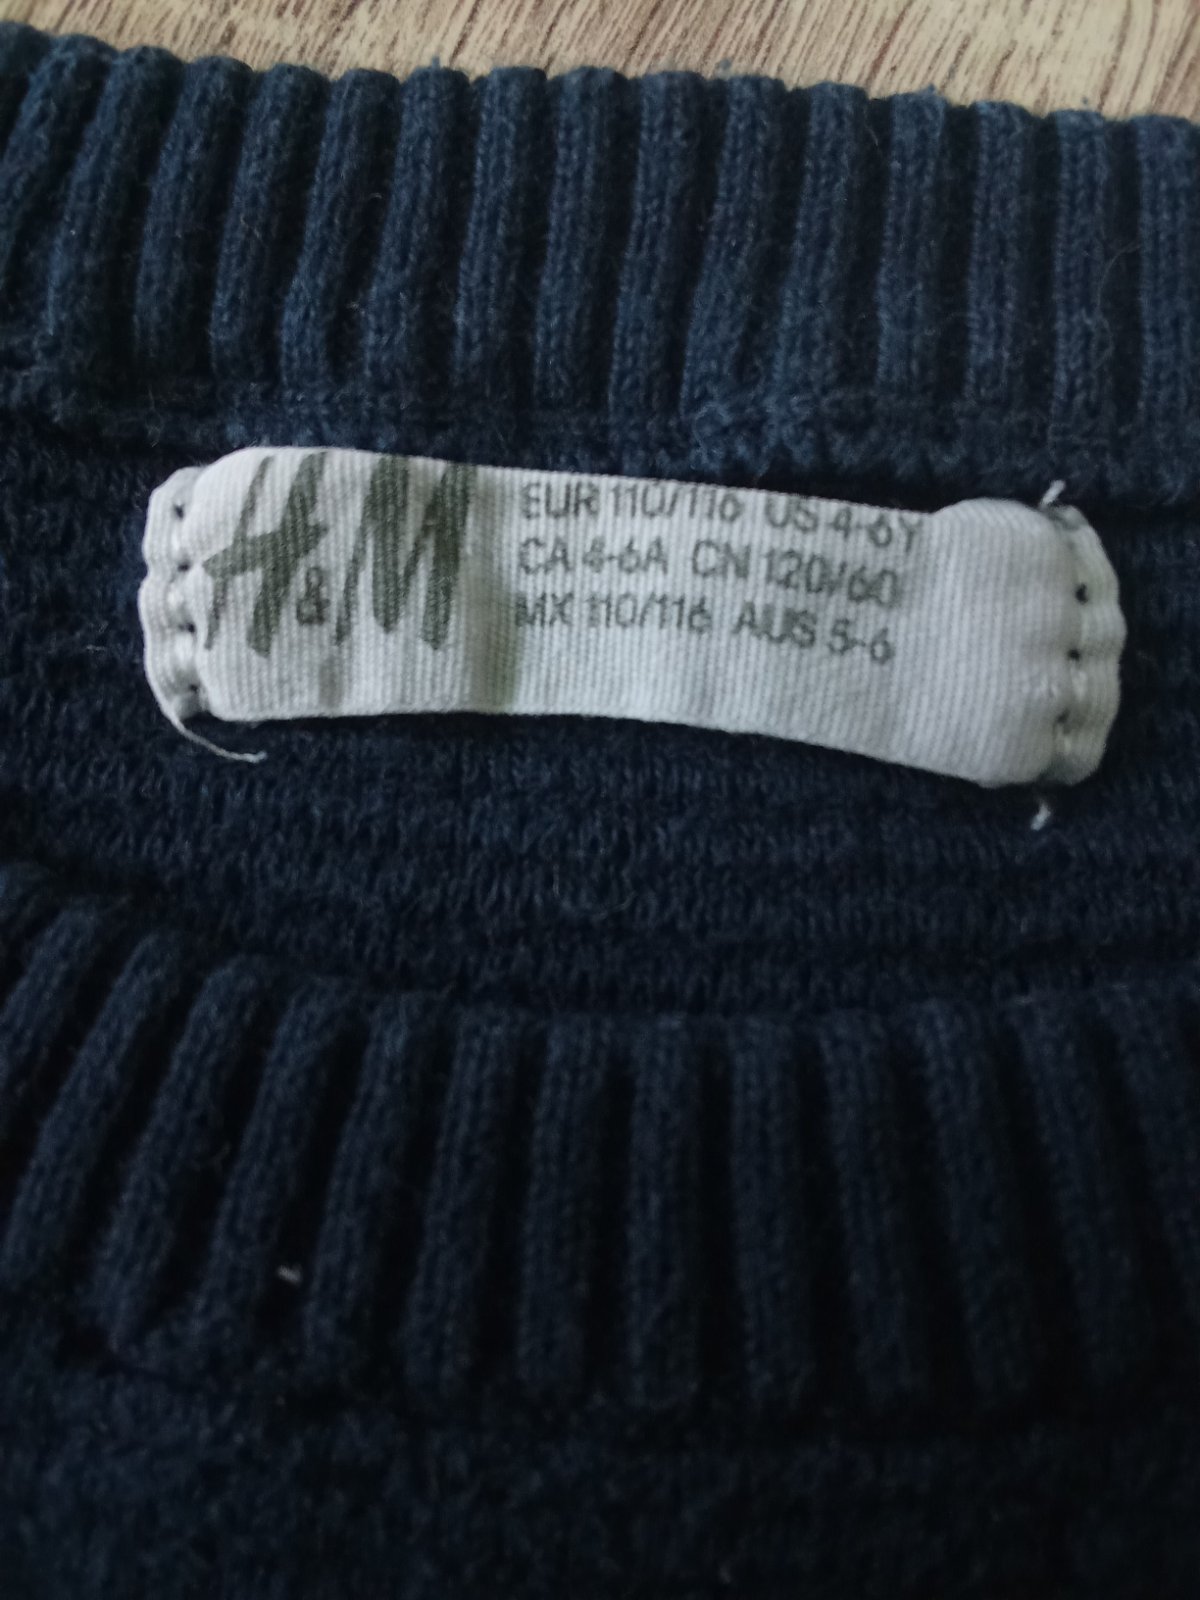 H&M
EUR 110/116 US 4-6Y
CA 4-6A CN 120/60
MX 110/116 AUS 5-6